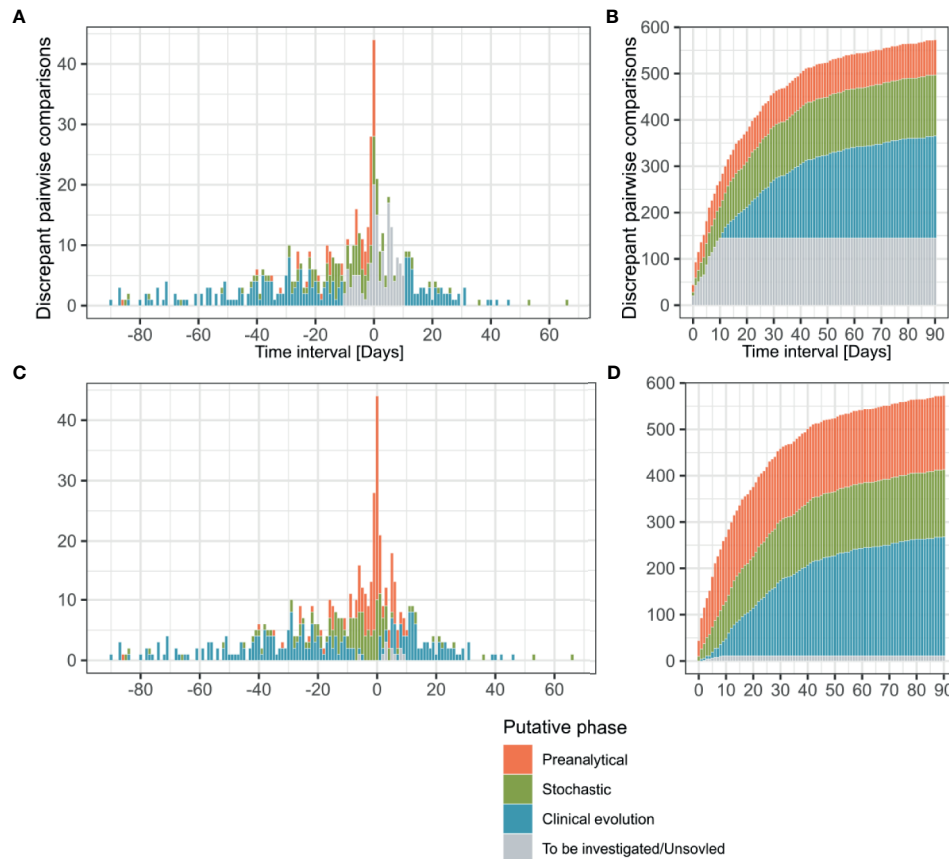 A
Discrepant pairwise comparisons
40
30
20
10
0
-80 -60 -40 -20 0 20 40 60
Time interval [Days]
B
Discrepant pairwise comparisons
600
500
400
300
200
100
0
0 10 20 30 40 50 60 70 80 90
Time interval [Days]
C
40
30
20
10
0
-80 -60 -40 -20 0 20 40 60
D
600
500
400
300
200
100
0
0 10 20 30 40 50 60 70 80 90
Putative phase
Preanalytical
Stochastic
Clinical evolution
To be investigated/Unsovled